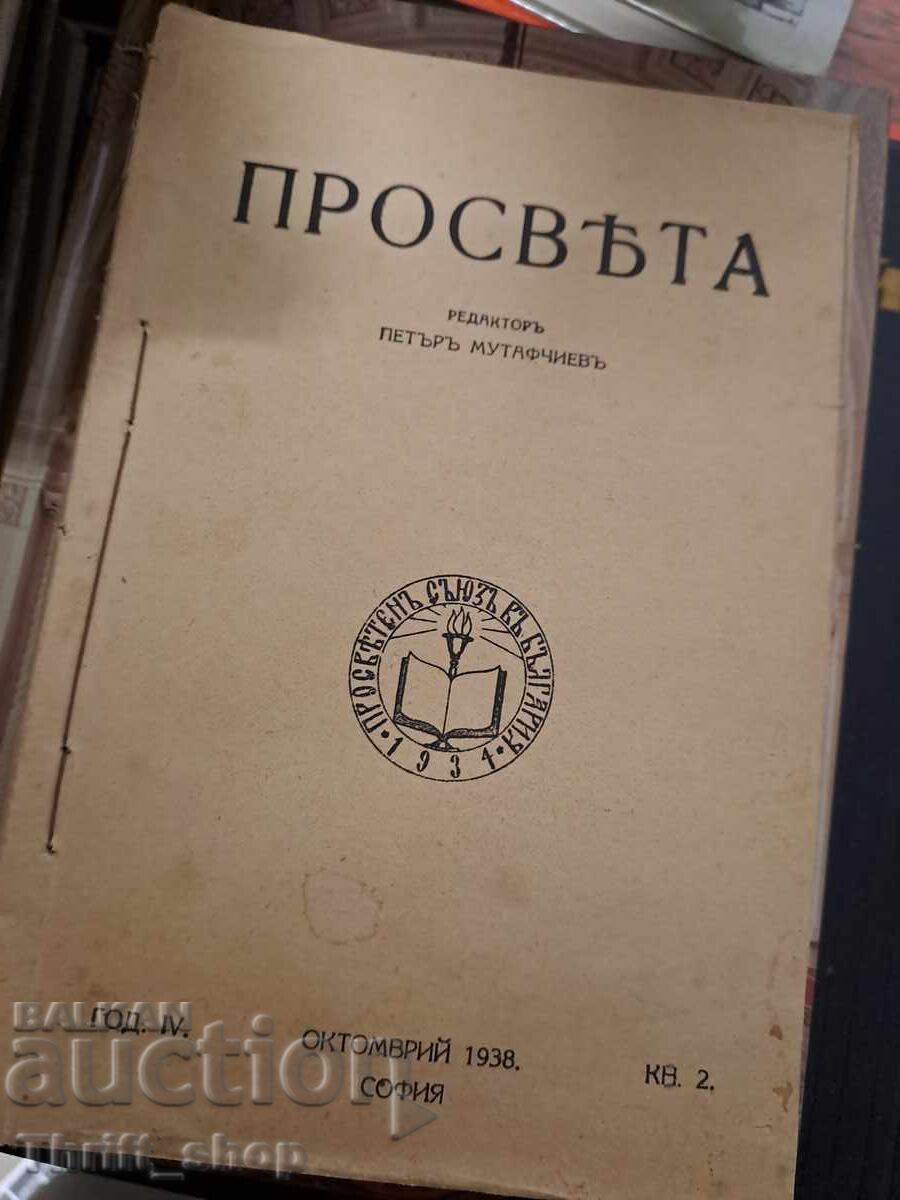 ПРОСВѢТА
РЕДАКТОРЪ
ПЕТЪРЪ МУТАФЧИЕВЪ
ПРОСВѢТЕНЪ СЪЮЗЪ ВЪ БЪЛГАРИЯ
1934
ГОД. IV.
ОКТОМВРИЙ 1938.
КН. 2.
СОФИЯ
BALKAN
auction
Thrift_shop